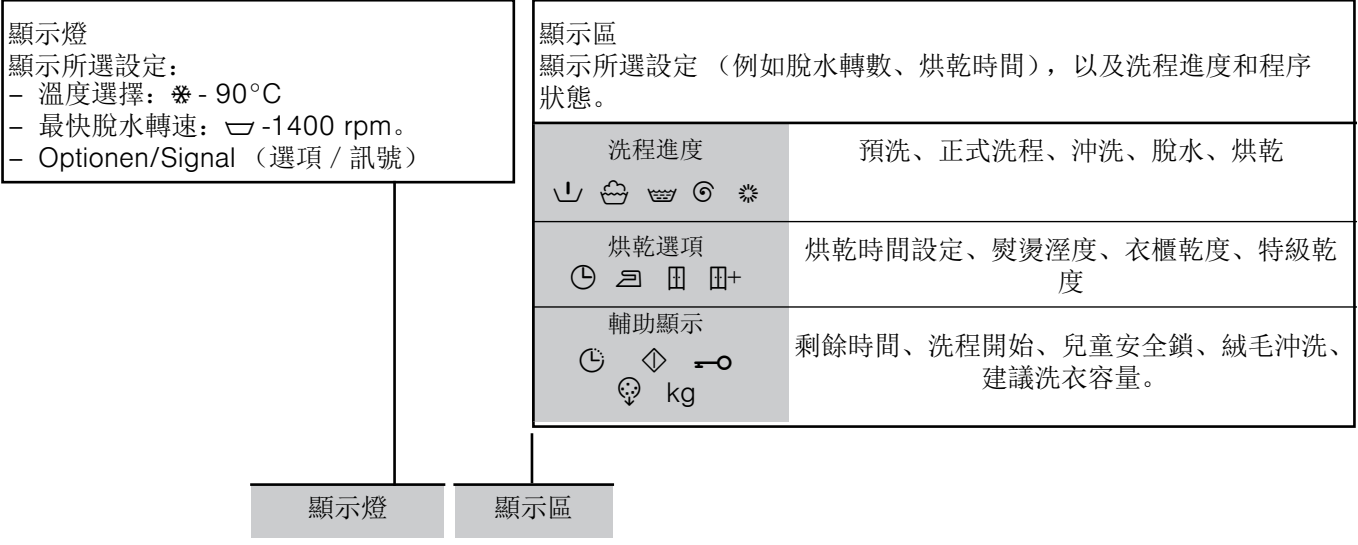 顯示燈
顯示所選設定：
– 溫度選擇：❄ - 90°C
– 最快脫水轉速： -1400 rpm。
– Optionen/Signal （選項 / 訊號）
顯示區
顯示所選設定 （例如脫水轉數、烘乾時間），以及洗程進度和程序
狀態。
洗程進度
預洗、正式洗程、沖洗、脫水、烘乾
烘乾選項
+
烘乾時間設定、熨燙溼度、衣櫃乾度、特級乾
度
輔助顯示
kg
剩餘時間、洗程開始、兒童安全鎖、絨毛沖洗、
建議洗衣容量。
顯示燈
顯示區